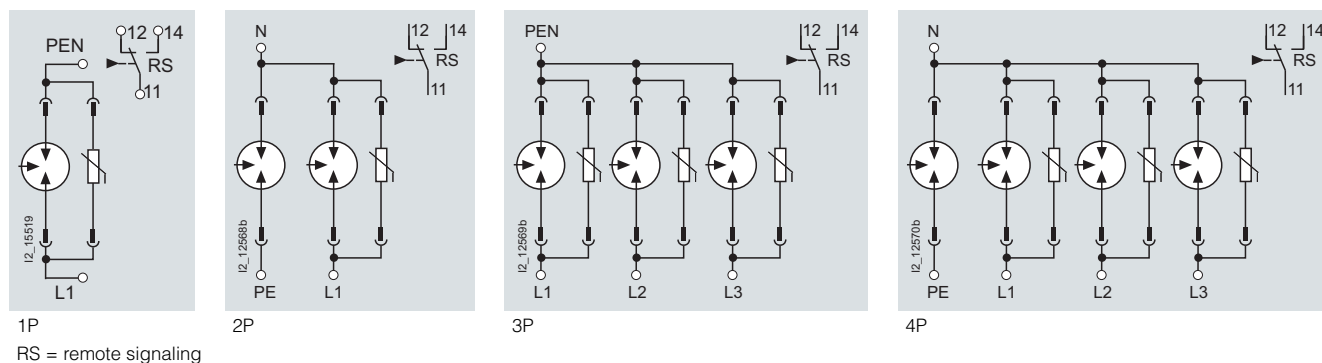 PEN
12
14
RS
11
I2_15519
L1
1P
N
12
14
RS
11
I2_12568b
PE
L1
2P
PEN
12
14
RS
11
I2_12569b
L1
L2
L3
3P
N
12
14
RS
11
I2_12570b
PE
L1
L2
L3
4P
RS = remote signaling